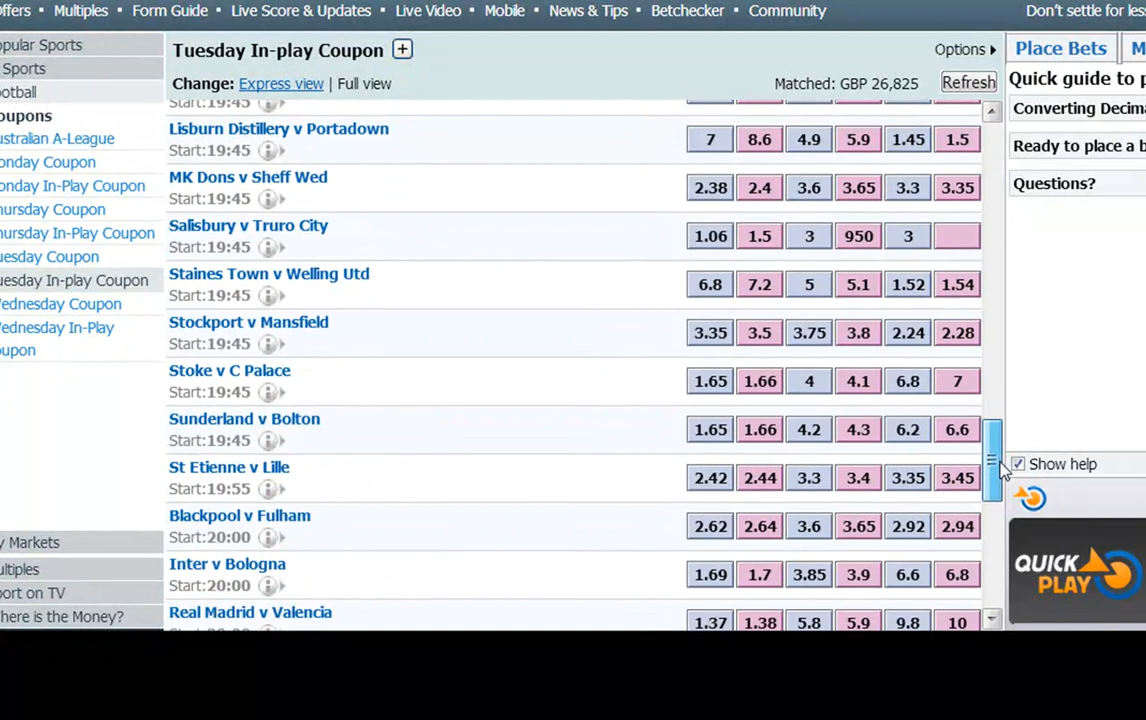 ffers • Multiples • Form Guide • Live Score & Updates • Live Video • Mobile • News & Tips • Betchecker • Community Don't settle for les
opular Sports
Sports
ootball
oupons
ustralian A-League
onday Coupon
onday In-Play Coupon
hursday Coupon
hursday In-Play Coupon
uesday Coupon
uesday In-play Coupon
ednesday Coupon
ednesday In-Play
oupon
y Markets
ultiples
port on TV
here is the Money?
Tuesday In-play Coupon + Options
Change: Express view | Full view Matched: GBP 26,825 Refresh
Start:19:45
Lisburn Distillery v Portadown 7 8.6 4.9 5.9 1.45 1.5
Start:19:45
MK Dons v Sheff Wed 2.38 2.4 3.6 3.65 3.3 3.35
Start:19:45
Salisbury v Truro City 1.06 1.5 3 950 3
Start:19:45
Staines Town v Welling Utd 6.8 7.2 5 5.1 1.52 1.54
Start:19:45
Stockport v Mansfield 3.35 3.5 3.75 3.8 2.24 2.28
Start:19:45
Stoke v C Palace 1.65 1.66 4 4.1 6.8 7
Start:19:45
Sunderland v Bolton 1.65 1.66 4.2 4.3 6.2 6.6
Start:19:45
St Etienne v Lille 2.42 2.44 3.3 3.4 3.35 3.45
Start:19:55
Blackpool v Fulham 2.62 2.64 3.6 3.65 2.92 2.94
Start:20:00
Inter v Bologna 1.69 1.7 3.85 3.9 6.6 6.8
Start:20:00
Real Madrid v Valencia 1.37 1.38 5.8 5.9 9.8 10
Place Bets M
Quick guide to p
Converting Decima
Ready to place a b
Questions?
Show help
QUICK
PLAY